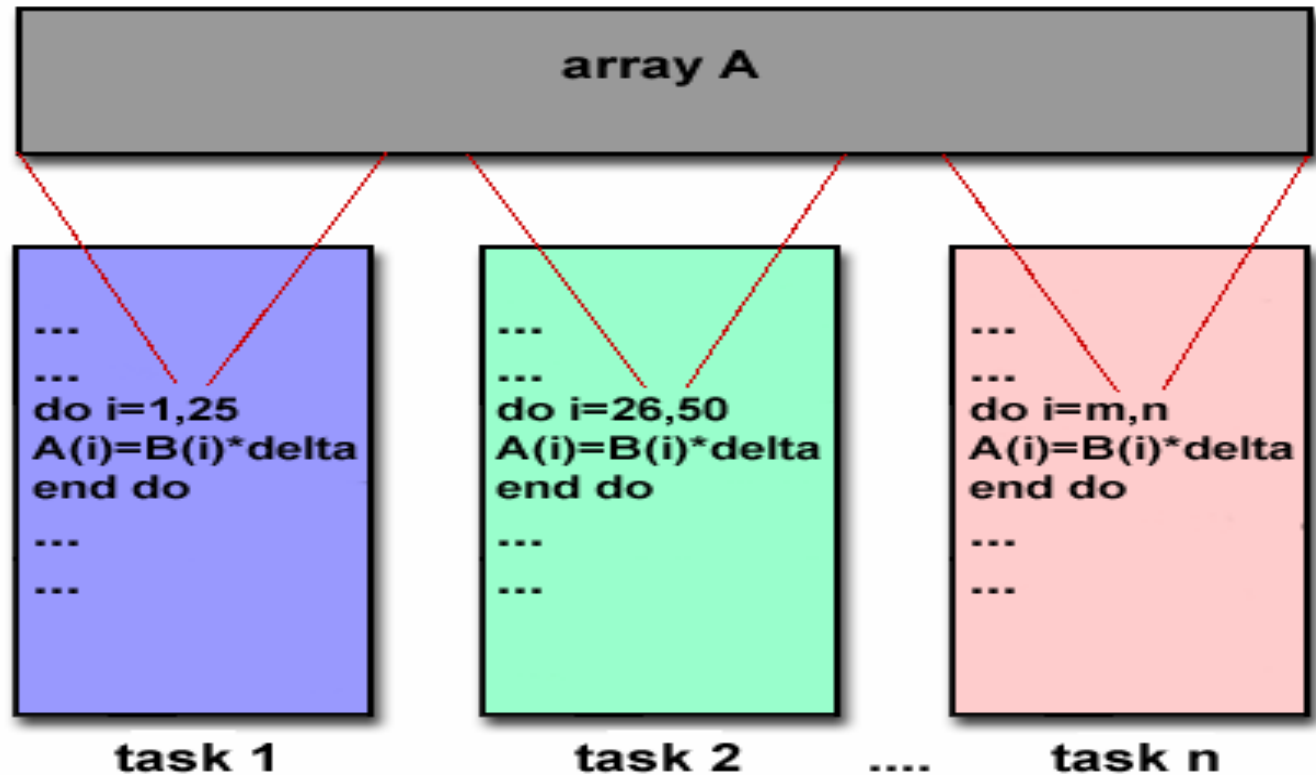 array A
...
...
do i=1,25
A(i)=B(i)*delta
end do
...
...
...
...
do i=26,50
A(i)=B(i)*delta
end do
...
...
...
...
do i=m,n
A(i)=B(i)*delta
end do
...
...
task 1 task 2 .... task n